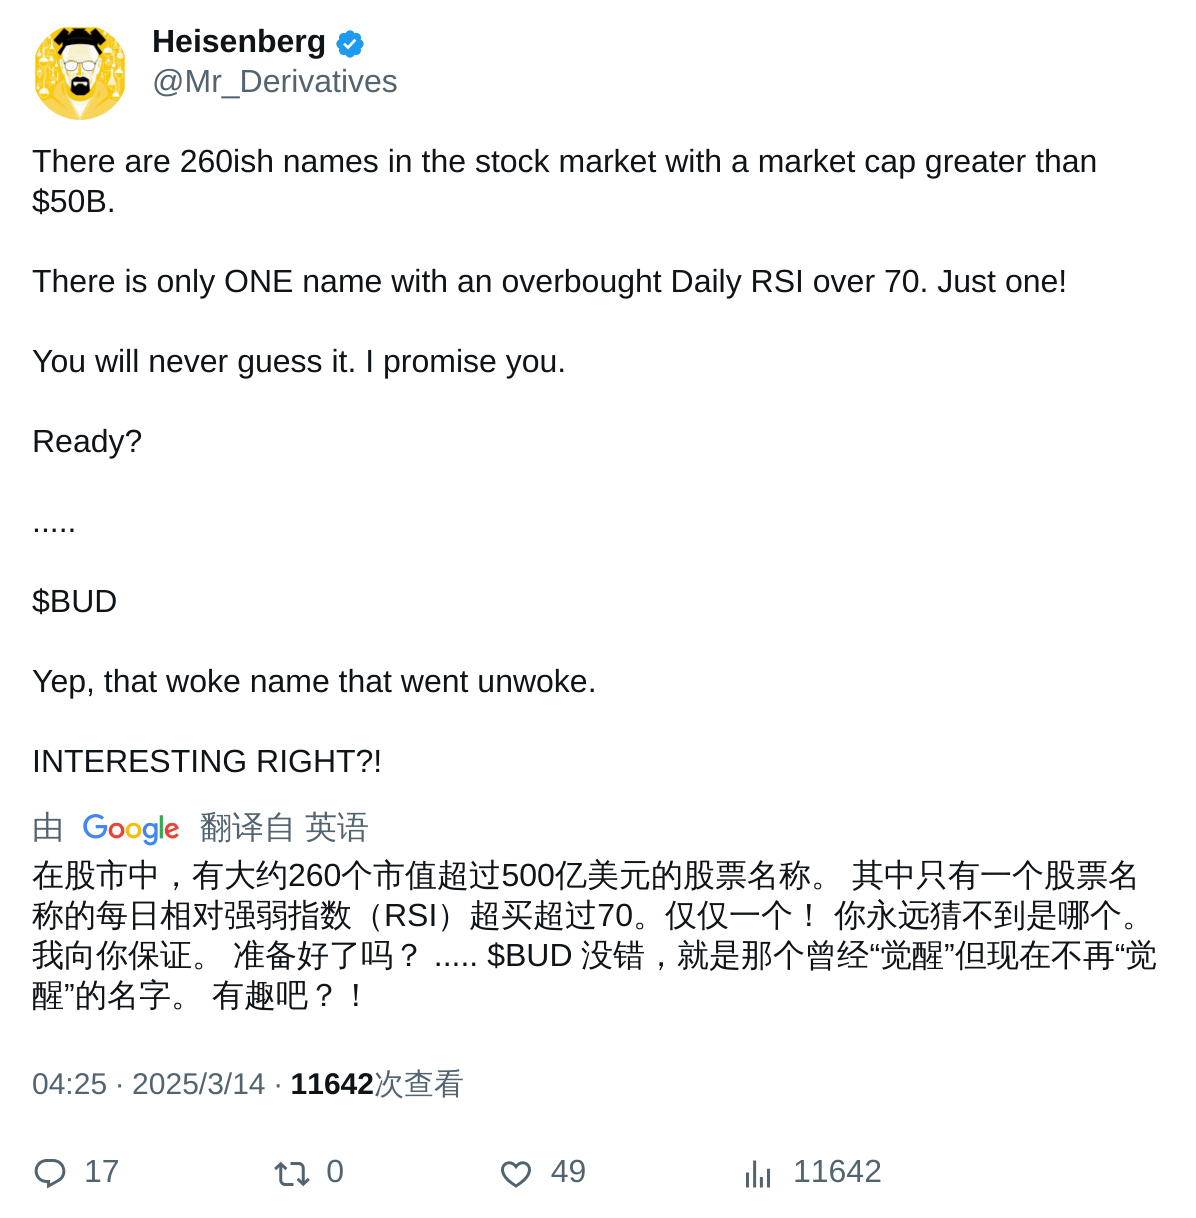 Heisenberg
@Mr_Derivatives
There are 260ish names in the stock market with a market cap greater than
$50B.
There is only ONE name with an overbought Daily RSI over 70. Just one!
You will never guess it. I promise you.
Ready?
.....
$BUD
Yep, that woke name that went unwoke.
INTERESTING RIGHT?!
由 Google 翻译自 英语
在股市中，有大约260个市值超过500亿美元的股票名称。 其中只有一个股票名
称的每日相对强弱指数（RSI）超买超过70。仅仅一个！ 你永远猜不到是哪个。
我向你保证。 准备好了吗？ ..... $BUD 没错，就是那个曾经“觉醒”但现在不再“觉
醒”的名字。 有趣吧？！
04:25 · 2025/3/14 · 11642次查看
17 0 49 11642